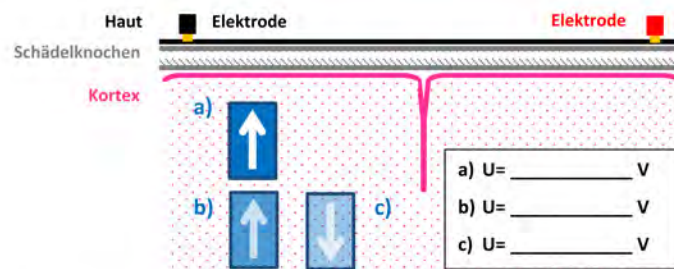 Haut Elektrode Elektrode
Schädelknochen
Kortex
a)
b) c)
a) U= ____________ V
b) U= ____________ V
c) U= ____________ V